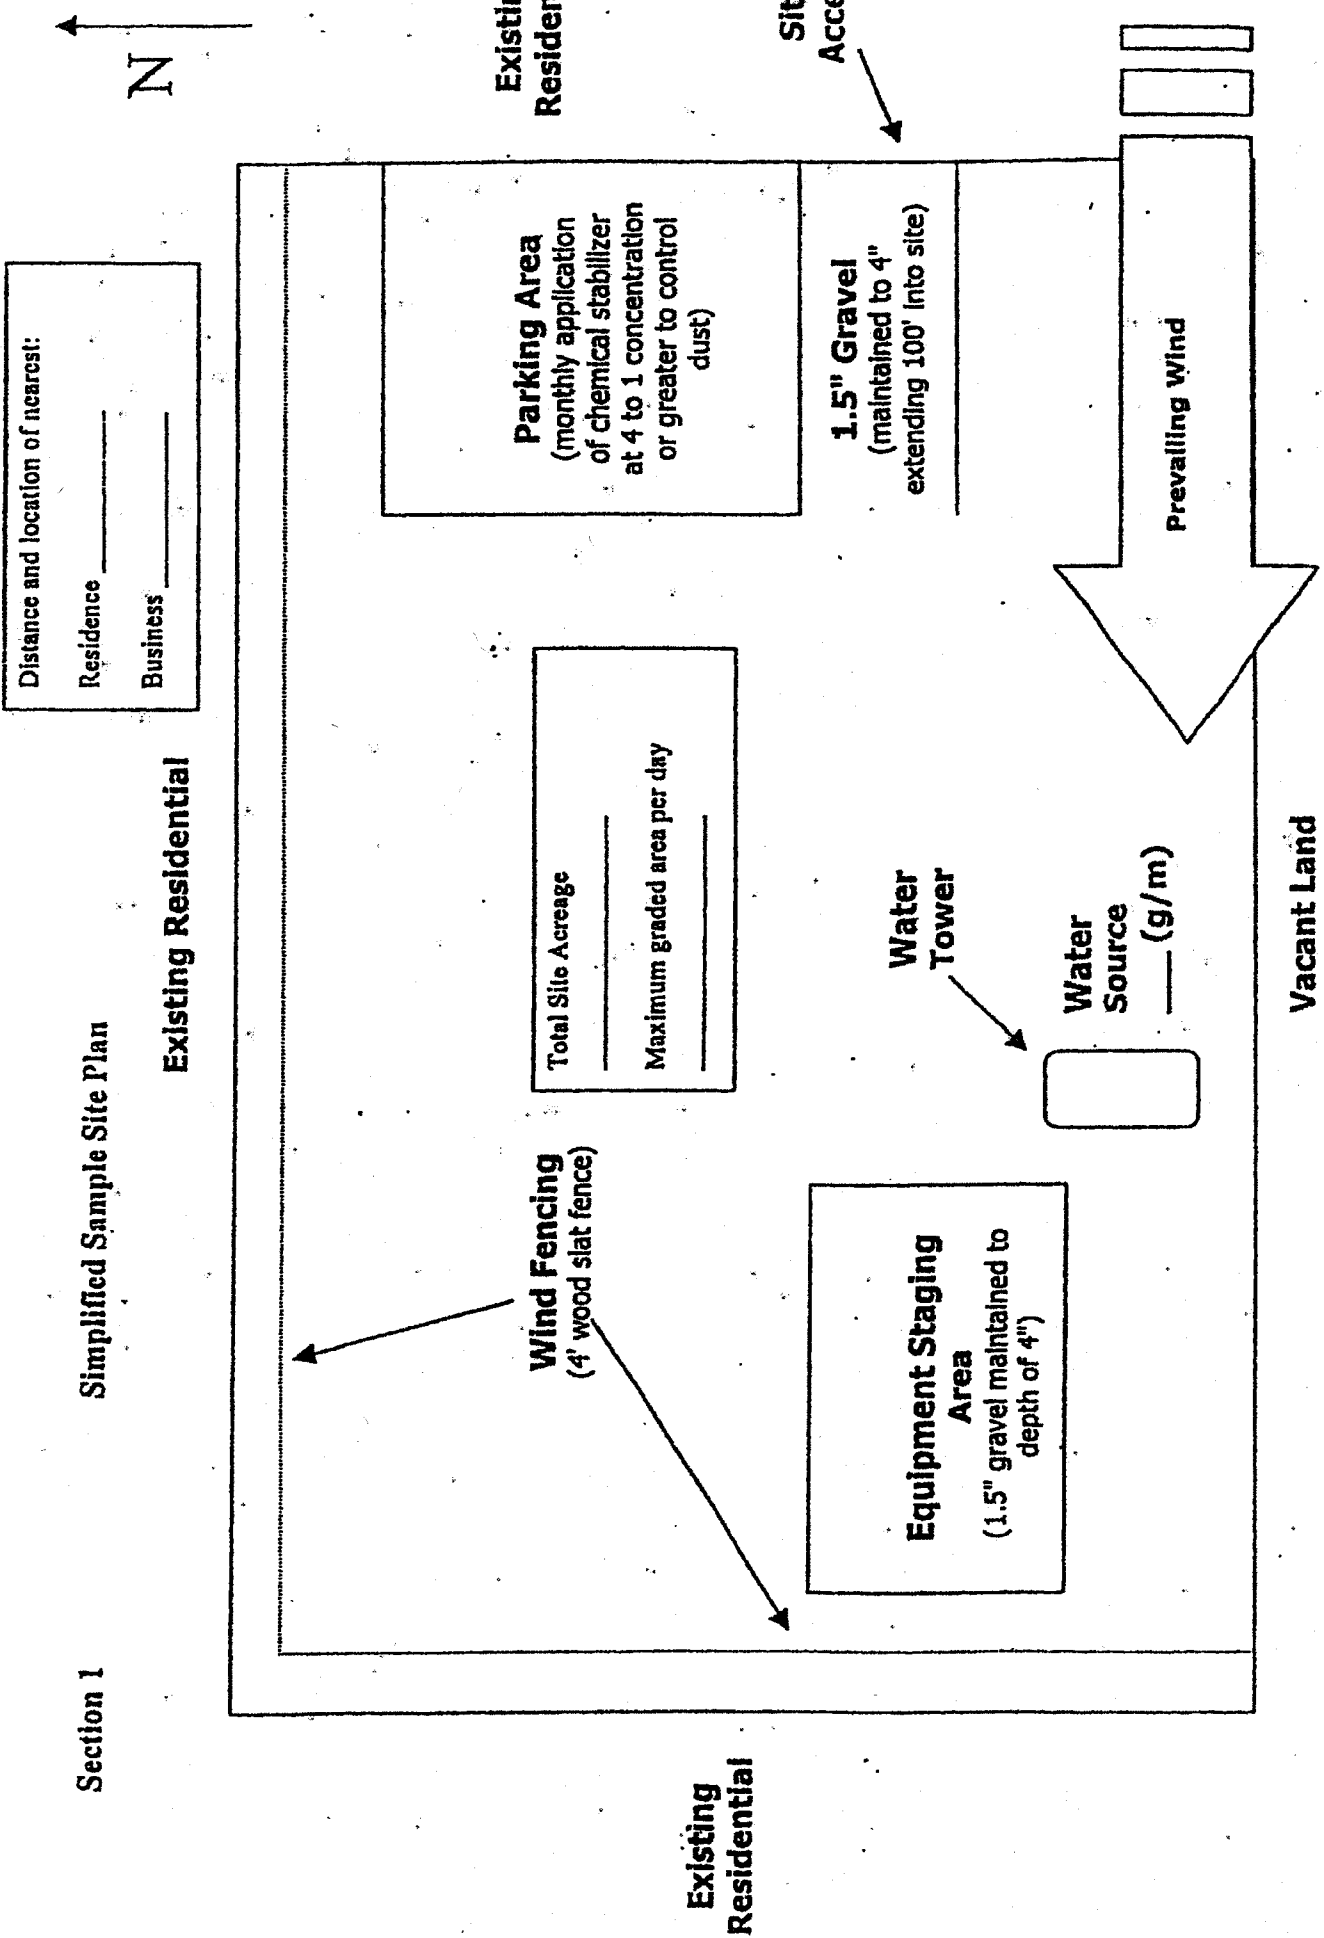 Section 1
Simplified Sample Site Plan
Distance and location of nearest:
Residence
Business
N
Existing Residential
Existing
Residential
Wind Fencing
(4' wood slat fence)
Total Site Acreage
Maximum graded area per day
Parking Area
(monthly application
of chemical stabilizer
at 4 to 1 concentration
or greater to control
dust)
1.5" Gravel
(maintained to 4"
extending 100' into site)
Equipment Staging
Area
(1.5" gravel maintained to
depth of 4")
Water
Tower
Water
Source
(g/m)
Prevailing Wind
Vacant Land